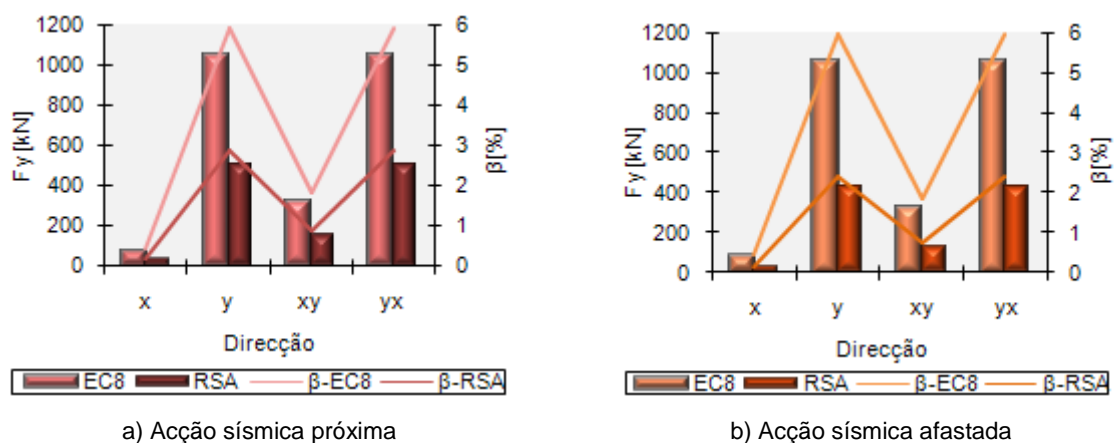 1200
1000
800
600
400
200
0
Fy [kN]
6
5
4
3
2
1
0
β[%]
x y xy yx
Direcção
EC8 RSA β-EC8 β-RSA
a) Acção sísmica próxima
1200
1000
800
600
400
200
0
Fy [kN]
6
5
4
3
2
1
0
β[%]
x y xy yx
Direcção
EC8 RSA β-EC8 β-RSA
b) Acção sísmica afastada